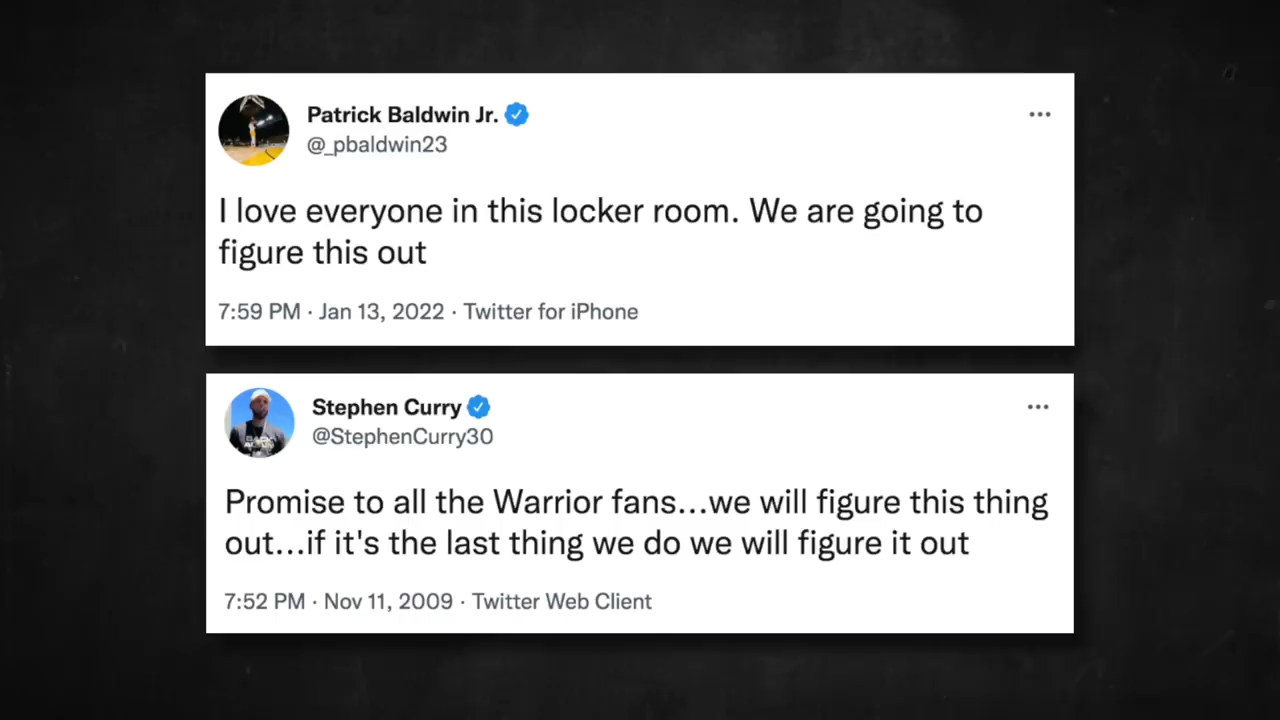 Patrick Baldwin Jr.
@_pbaldwin23
I love everyone in this locker room. We are going to
figure this out
7:59 PM · Jan 13, 2022 · Twitter for iPhone
Stephen Curry
@StephenCurry30
Promise to all the Warrior fans...we will figure this thing
out...if it's the last thing we do we will figure it out
7:52 PM · Nov 11, 2009 · Twitter Web Client